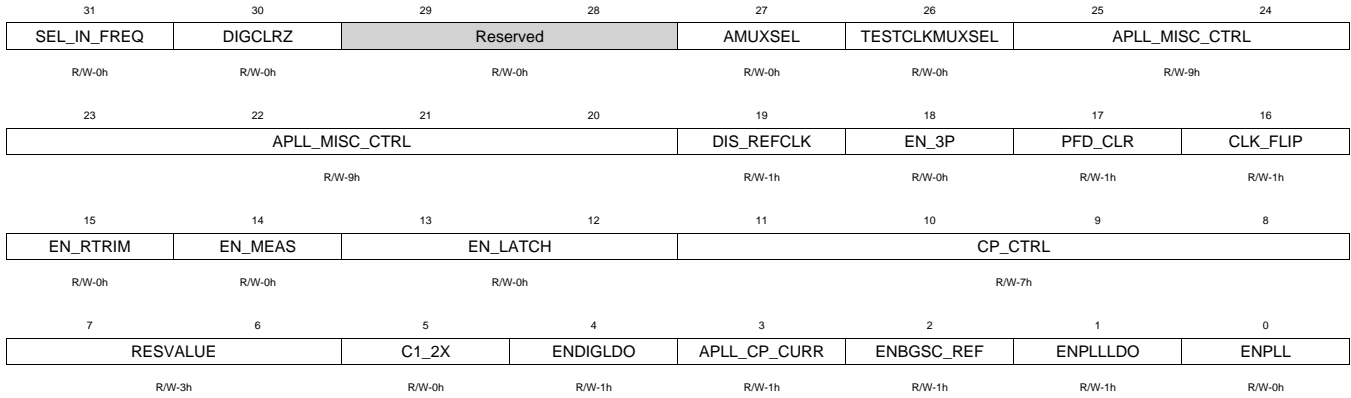 31 30 29 28 27 26 25 24
SEL_IN_FREQ DIGCLRZ Reserved AMUXSEL TESTCLKMUXSEL APLL_MISC_CTRL
R/W-0h R/W-0h R/W-0h R/W-0h R/W-0h R/W-9h
23 22 21 20 19 18 17 16
APLL_MISC_CTRL DIS_REFCLK EN_3P PFD_CLR CLK_FLIP
R/W-9h R/W-1h R/W-0h R/W-1h R/W-1h
15 14 13 12 11 10 9 8
EN_RTRIM EN_MEAS EN_LATCH CP_CTRL
R/W-0h R/W-0h R/W-0h R/W-7h
7 6 5 4 3 2 1 0
RESVALUE C1_2X ENDIGLDO APLL_CP_CURR ENBGSC_REF ENPLLLDO ENPLL
R/W-3h R/W-0h R/W-1h R/W-1h R/W-1h R/W-1h R/W-0h